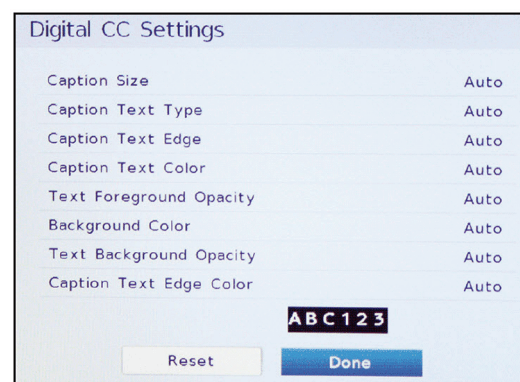 Digital CC Settings
Caption Size Auto
Caption Text Type Auto
Caption Text Edge Auto
Caption Text Color Auto
Text Foreground Opacity Auto
Background Color Auto
Text Background Opacity Auto
Caption Text Edge Color Auto
ABC123
Reset Done